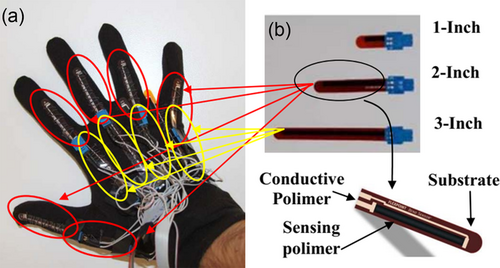 (a)
(b)
1-Inch
2-Inch
3-Inch
Conductive
Polimer
Substrate
Sensing
polimer